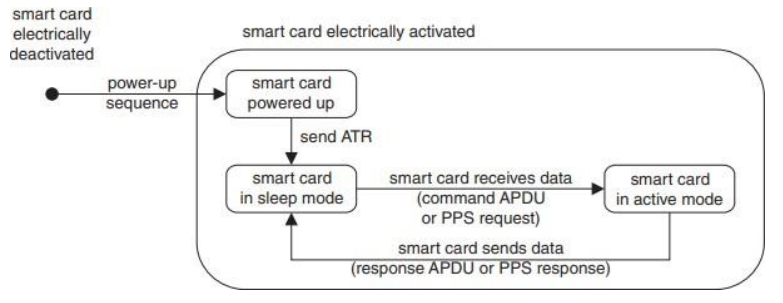 smart card
electrically
deactivated
smart card electrically activated
power-up
sequence
smart card
powered up
send ATR
smart card
in sleep mode
smart card receives data
(command APDU
or PPS request)
smart card
in active mode
smart card sends data
(response APDU or PPS response)